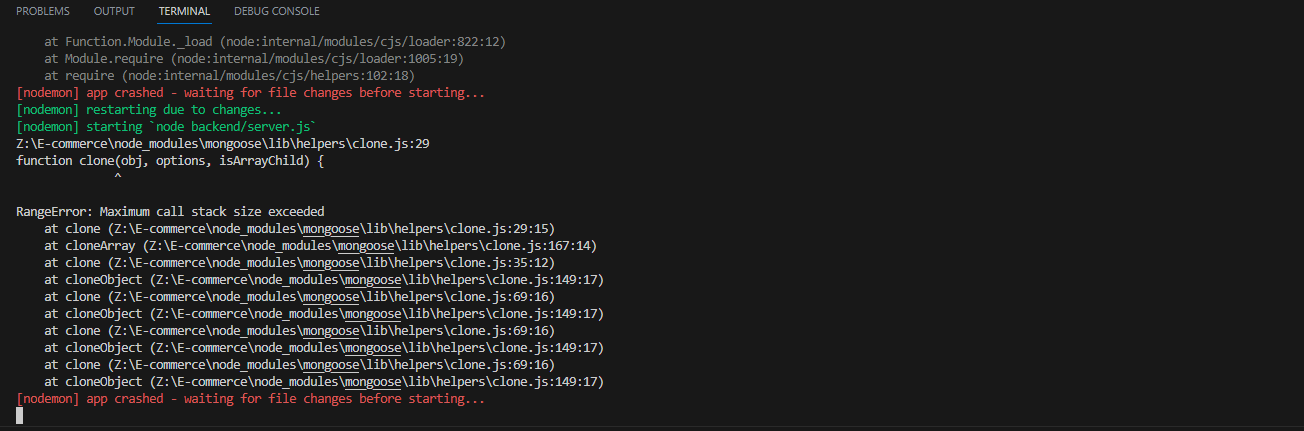 PROBLEMS OUTPUT TERMINAL DEBUG CONSOLE
    at Function.Module._load (node:internal/modules/cjs/loader:822:12)
    at Module.require (node:internal/modules/cjs/loader:1005:19)
    at require (node:internal/modules/cjs/helpers:102:18)
[nodemon] app crashed - waiting for file changes before starting...
[nodemon] restarting due to changes...
[nodemon] starting `node backend/server.js`
Z:\E-commerce\node_modules\mongoose\lib\helpers\clone.js:29
function clone(obj, options, isArrayChild) {
              ^
RangeError: Maximum call stack size exceeded
    at clone (Z:\E-commerce\node_modules\mongoose\lib\helpers\clone.js:29:15)
    at cloneArray (Z:\E-commerce\node_modules\mongoose\lib\helpers\clone.js:167:14)
    at clone (Z:\E-commerce\node_modules\mongoose\lib\helpers\clone.js:35:12)
    at cloneObject (Z:\E-commerce\node_modules\mongoose\lib\helpers\clone.js:149:17)
    at clone (Z:\E-commerce\node_modules\mongoose\lib\helpers\clone.js:69:16)
    at cloneObject (Z:\E-commerce\node_modules\mongoose\lib\helpers\clone.js:149:17)
    at clone (Z:\E-commerce\node_modules\mongoose\lib\helpers\clone.js:69:16)
    at cloneObject (Z:\E-commerce\node_modules\mongoose\lib\helpers\clone.js:149:17)
    at clone (Z:\E-commerce\node_modules\mongoose\lib\helpers\clone.js:69:16)
    at cloneObject (Z:\E-commerce\node_modules\mongoose\lib\helpers\clone.js:149:17)
[nodemon] app crashed - waiting for file changes before starting...